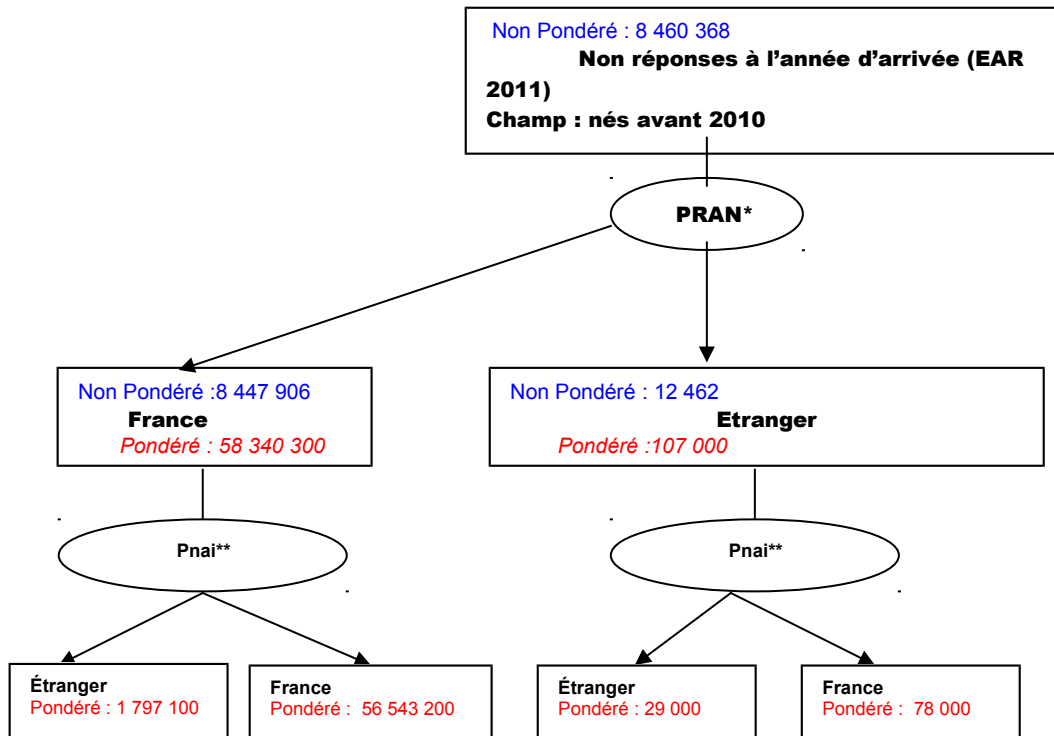 Non Pondéré : 8 460 368
Non réponses à l’année d’arrivée (EAR
2011)
Champ : nés avant 2010
PRAN*
Non Pondéré :8 447 906
France
Pondéré : 58 340 300
Non Pondéré : 12 462
Etranger
Pondéré :107 000
Pnai**
Pnai**
Étranger
Pondéré : 1 797 100
France
Pondéré : 56 543 200
Étranger
Pondéré : 29 000
France
Pondéré : 78 000